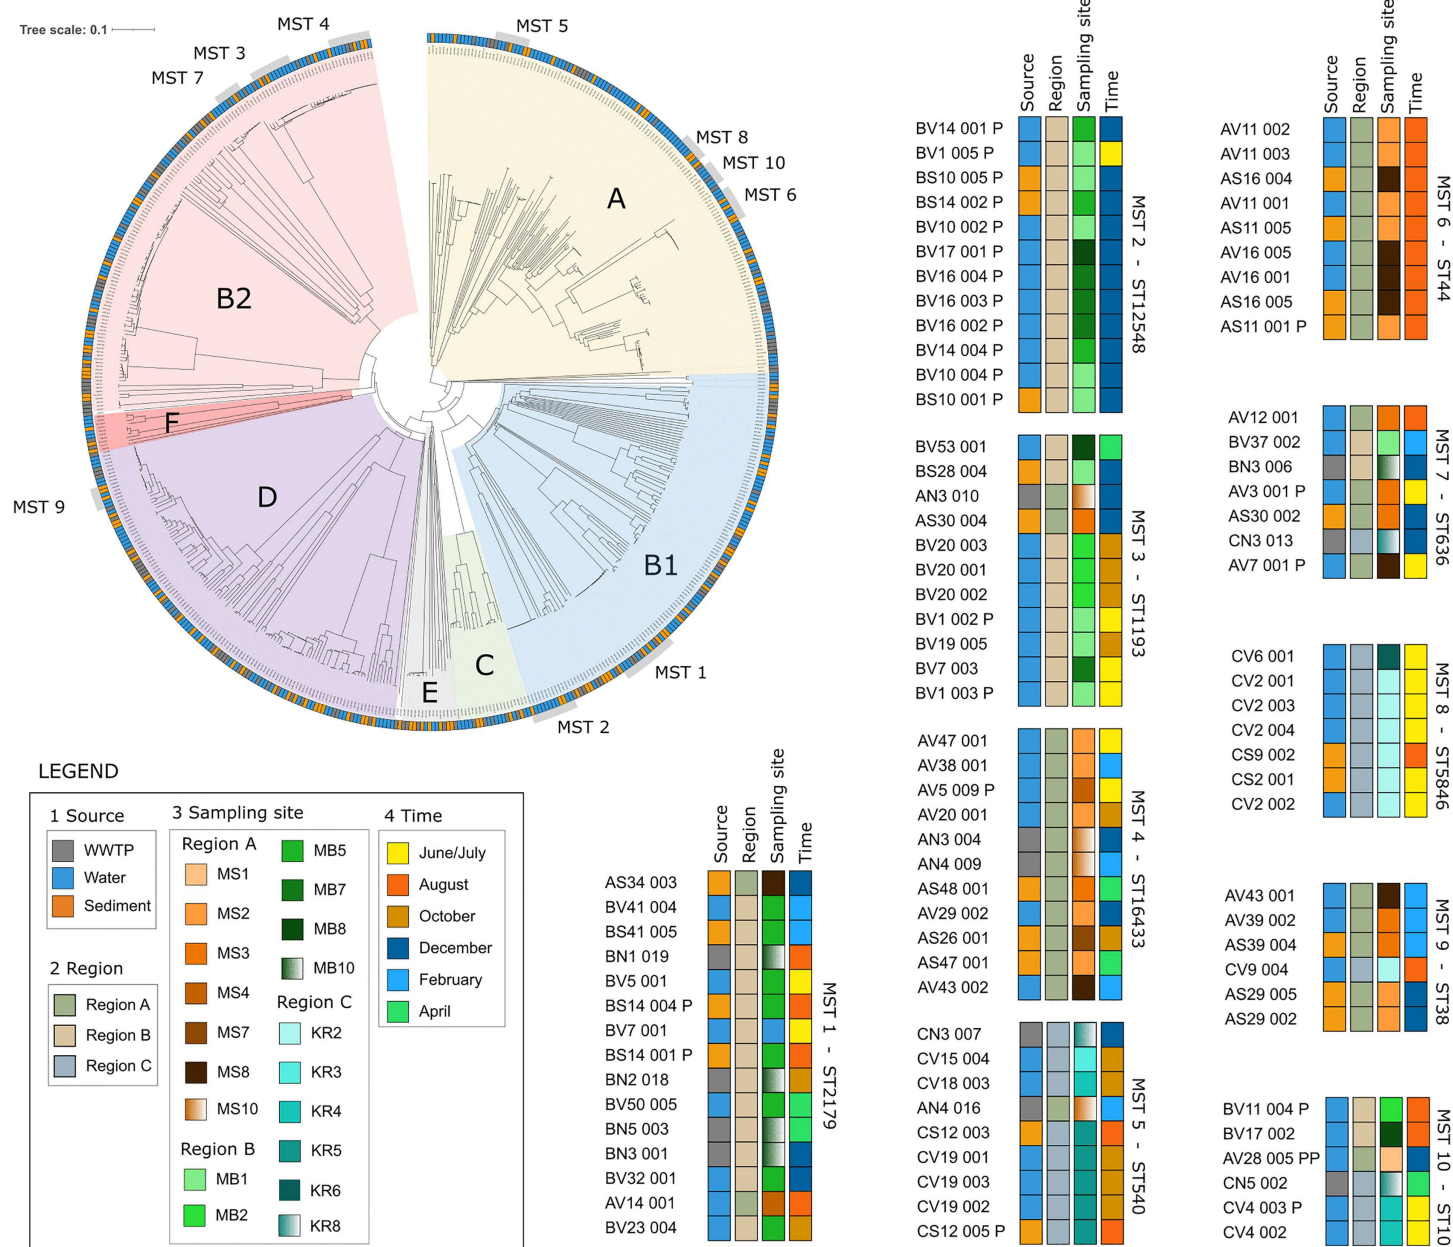 Tree scale: 0.1
MST 4
MST 5
MST 3
MST 7
MST 8
MST 10
MST 6
A
B2
F
D
MST 9
B1
C
E
MST 1
MST 2
LEGEND
1 Source
WWTP
Water
Sediment
2 Region
Region A
Region B
Region C
3 Sampling site
Region A
MS1
MS2
MS3
MS4
MS7
MS8
MS10
Region B
MB1
MB2
MB5
MB7
MB8
MB10
Region C
KR2
KR3
KR4
KR5
KR6
KR8
4 Time
June/July
August
October
December
February
April
Source
Region
Sampling site
Time
AS34 003
BV41 004
BS41 005
BN1 019
BV5 001
BS14 004 P
BV7 001
BS14 001 P
BN2 018
BV50 005
BN5 003
BN3 001
BV32 001
AV14 001
BV23 004
MST 1 - ST2179
Source
Region
Sampling site
Time
BV14 001 P
BV1 005 P
BS10 005 P
BS14 002 P
BV10 002 P
BV17 001 P
BV16 004 P
BV16 003 P
BV16 002 P
BV14 004 P
BV10 004 P
BS10 001 P
MST 2 - ST12548
BV53 001
BS28 004
AN3 010
AS30 004
BV20 003
BV20 001
BV20 002
BV1 002 P
BV19 005
BV7 003
BV1 003 P
MST 3 - ST1193
AV47 001
AV38 001
AV5 009 P
AV20 001
AN3 004
AN4 009
AS48 001
AV29 002
AS26 001
AS47 001
AV43 002
MST 4 - ST16433
CN3 007
CV15 004
CV18 003
AN4 016
CS12 003
CV19 001
CV19 003
CV19 002
CS12 005 P
MST 5 - ST540
Source
Region
Sampling site
Time
AV11 002
AV11 003
AS16 004
AV11 001
AS11 005
AV16 005
AV16 001
AS16 005
AS11 001 P
MST 6 - ST44
AV12 001
BV37 002
BN3 006
AV3 001 P
AS30 002
CN3 013
AV7 001 P
MST 7 - ST636
CV6 001
CV2 001
CV2 003
CV2 004
CS9 002
CS2 001
CV2 002
MST 8 - ST5846
AV43 001
AV39 002
AS39 004
CV9 004
AS29 005
AS29 002
MST 9 - ST38
BV11 004 P
BV17 002
AV28 005 PP
CN5 002
CV4 003 P
CV4 002
MST 10 - ST10